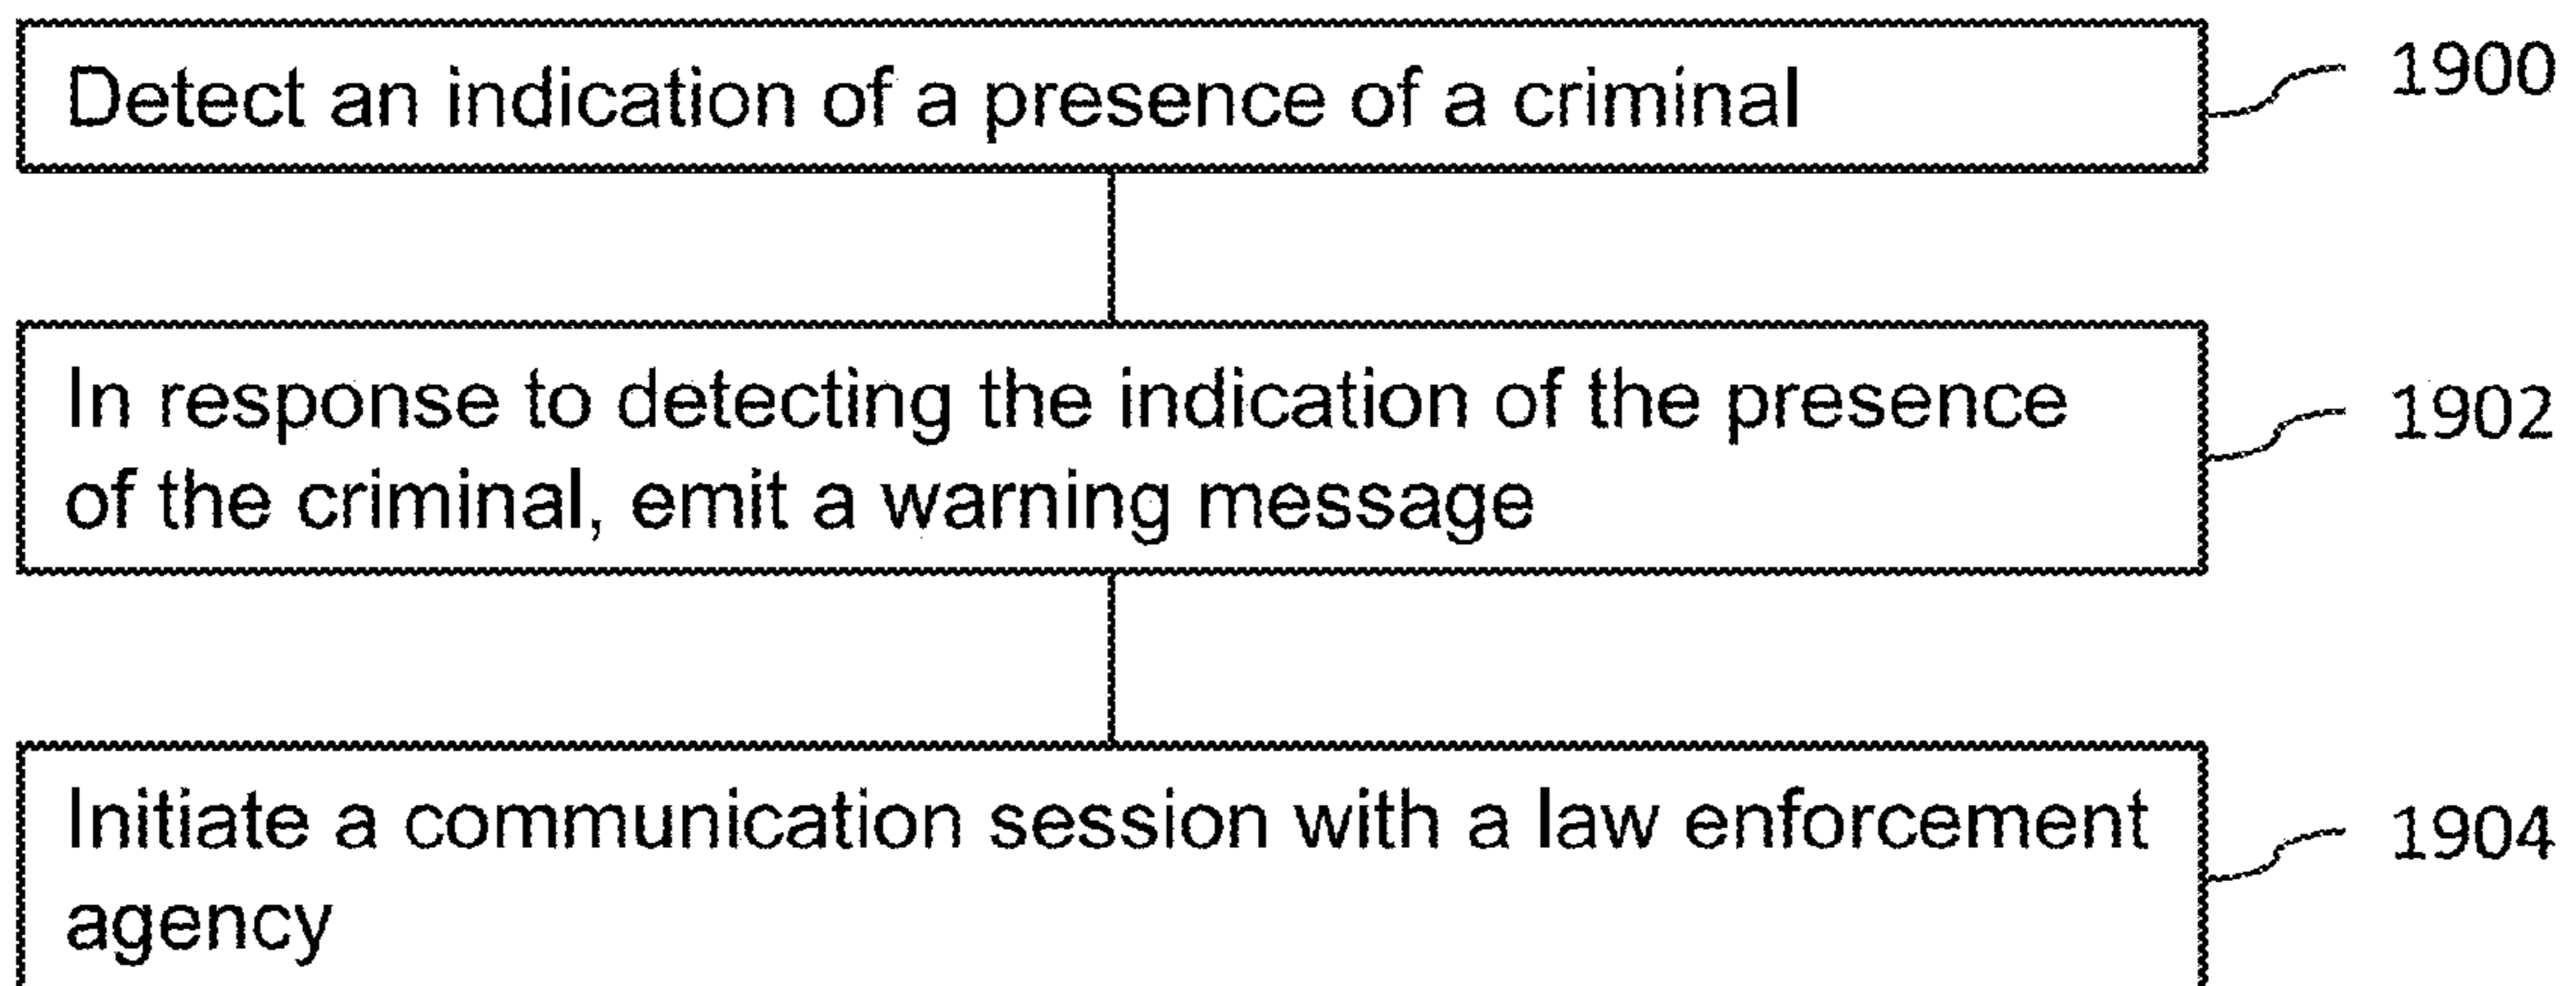 Detect an indication of a presence of a criminal
1900
In response to detecting the indication of the presence
of the criminal, emit a warning message
1902
Initiate a communication session with a law enforcement
agency
1904